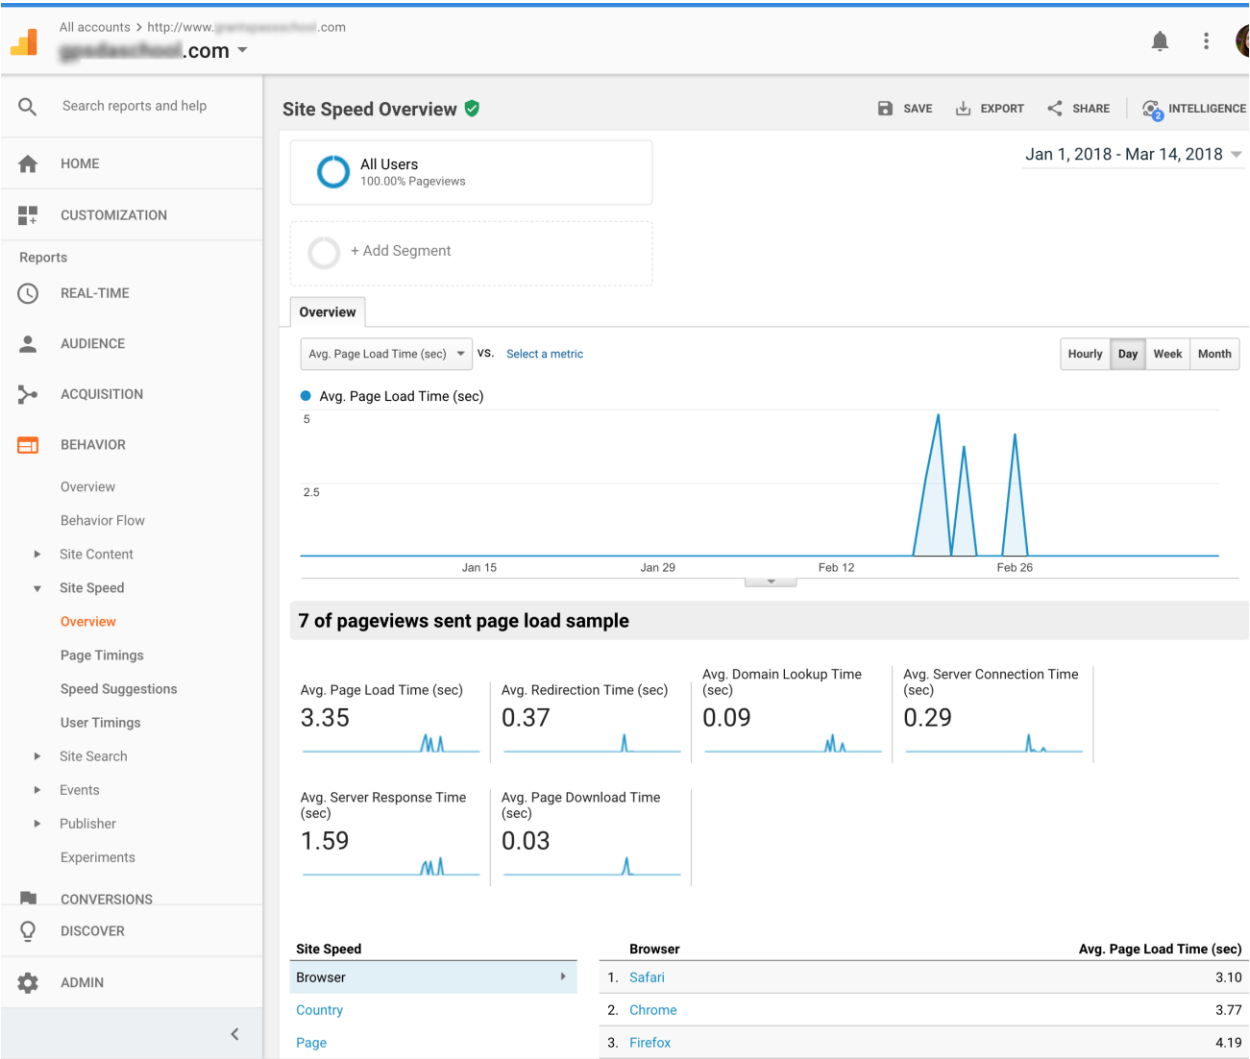 All accounts > http://www. .com
.com
Search reports and help
HOME
CUSTOMIZATION
Reports
REAL-TIME
AUDIENCE
ACQUISITION
BEHAVIOR
Overview
Behavior Flow
Site Content
Site Speed
Overview
Page Timings
Speed Suggestions
User Timings
Site Search
Events
Publisher
Experiments
CONVERSIONS
DISCOVER
ADMIN
Site Speed Overview
SAVE
EXPORT
SHARE
2
INTELLIGENCE
All Users
100.00% Pageviews
Jan 1, 2018 - Mar 14, 2018
+ Add Segment
Overview
Avg. Page Load Time (sec)
VS.
Select a metric
Hourly
Day
Week
Month
Avg. Page Load Time (sec)
5
2.5
Jan 15
Jan 29
Feb 12
Feb 26
7 of pageviews sent page load sample
Avg. Page Load Time (sec)
3.35
Avg. Redirection Time (sec)
0.37
Avg. Domain Lookup Time
(sec)
0.09
Avg. Server Connection Time
(sec)
0.29
Avg. Server Response Time
(sec)
1.59
Avg. Page Download Time
(sec)
0.03
Site Speed
Browser
Country
Page
Browser
Avg. Page Load Time (sec)
1. Safari
3.10
2. Chrome
3.77
3. Firefox
4.19